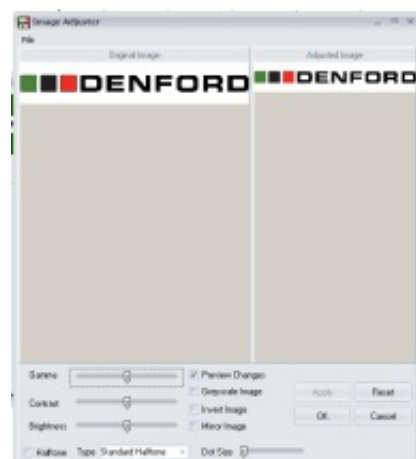 Image Adjuster
File
Original Image
Adjusted Image
DENFORD
DENFORD
Gamma
Preview Changes
Greyscale Image
Apply
Reset
Contrast
Invert Image
OK
Cancel
Brightness
Mirror Image
Halftone
Type
Standard Halftone
Dot Size